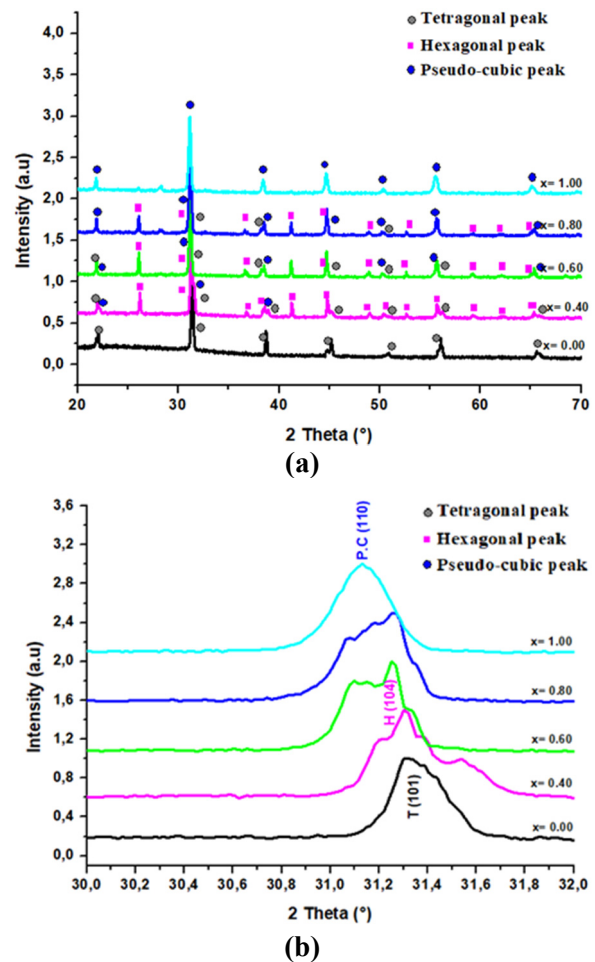 4,0
3,5
3,0
2,5
2,0
1,5
1,0
0,5
0,0
Intensity (a.u)
Tetragonal peak
Hexagonal peak
Pseudo-cubic peak
x= 1.00
x= 0.80
x= 0.60
x= 0.40
x= 0.00
20 30 40 50 60 70
2 Theta (°)
(a)
3,6
3,2
2,8
2,4
2,0
1,6
1,2
0,8
0,4
0,0
Intensity (a.u)
P.C (110)
Tetragonal peak
Hexagonal peak
Pseudo-cubic peak
x= 1.00
x= 0.80
H (104)
x= 0.60
x= 0.40
T (101)
x= 0.00
30,0 30,2 30,4 30,6 30,8 31,0 31,2 31,4 31,6 31,8 32,0
2 Theta (°)
(b)